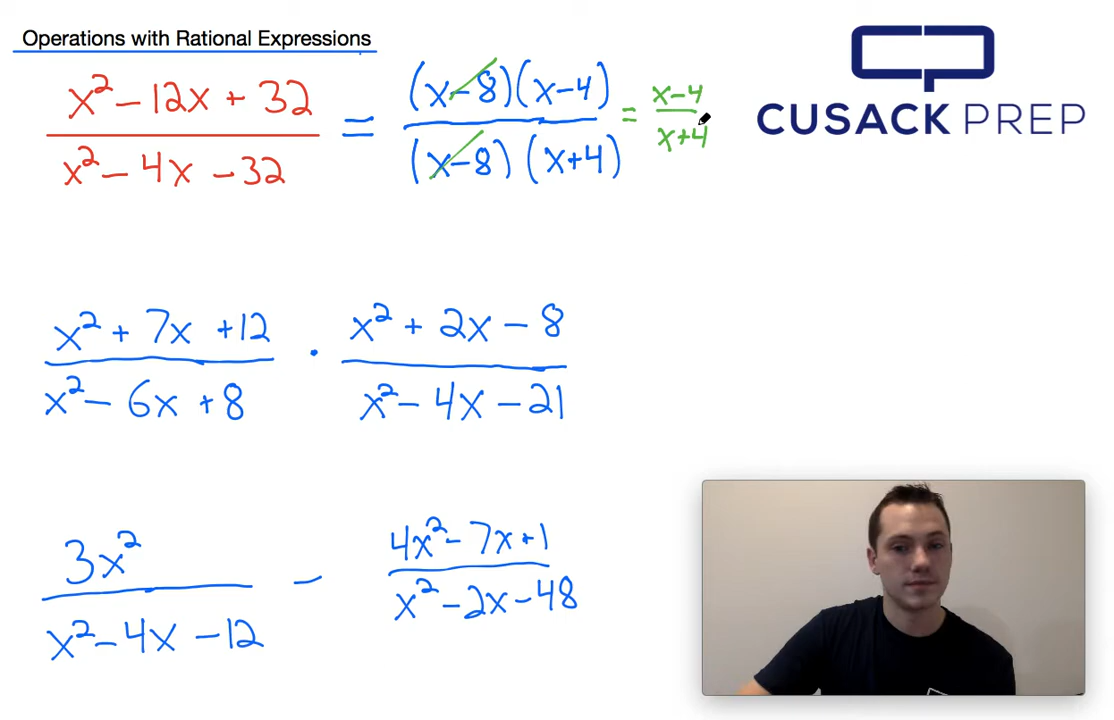 Operations with Rational Expressions
CUSACK PREP
x² - 12x + 32 / x² - 4x - 32 = (x-8)(x-4) / (x-8)(x+4) = x-4 / x+4
x² + 7x + 12 / x² - 6x + 8 · x² + 2x - 8 / x² - 4x - 21
3x² / x² - 4x - 12 - 4x² - 7x + 1 / x² - 2x - 48